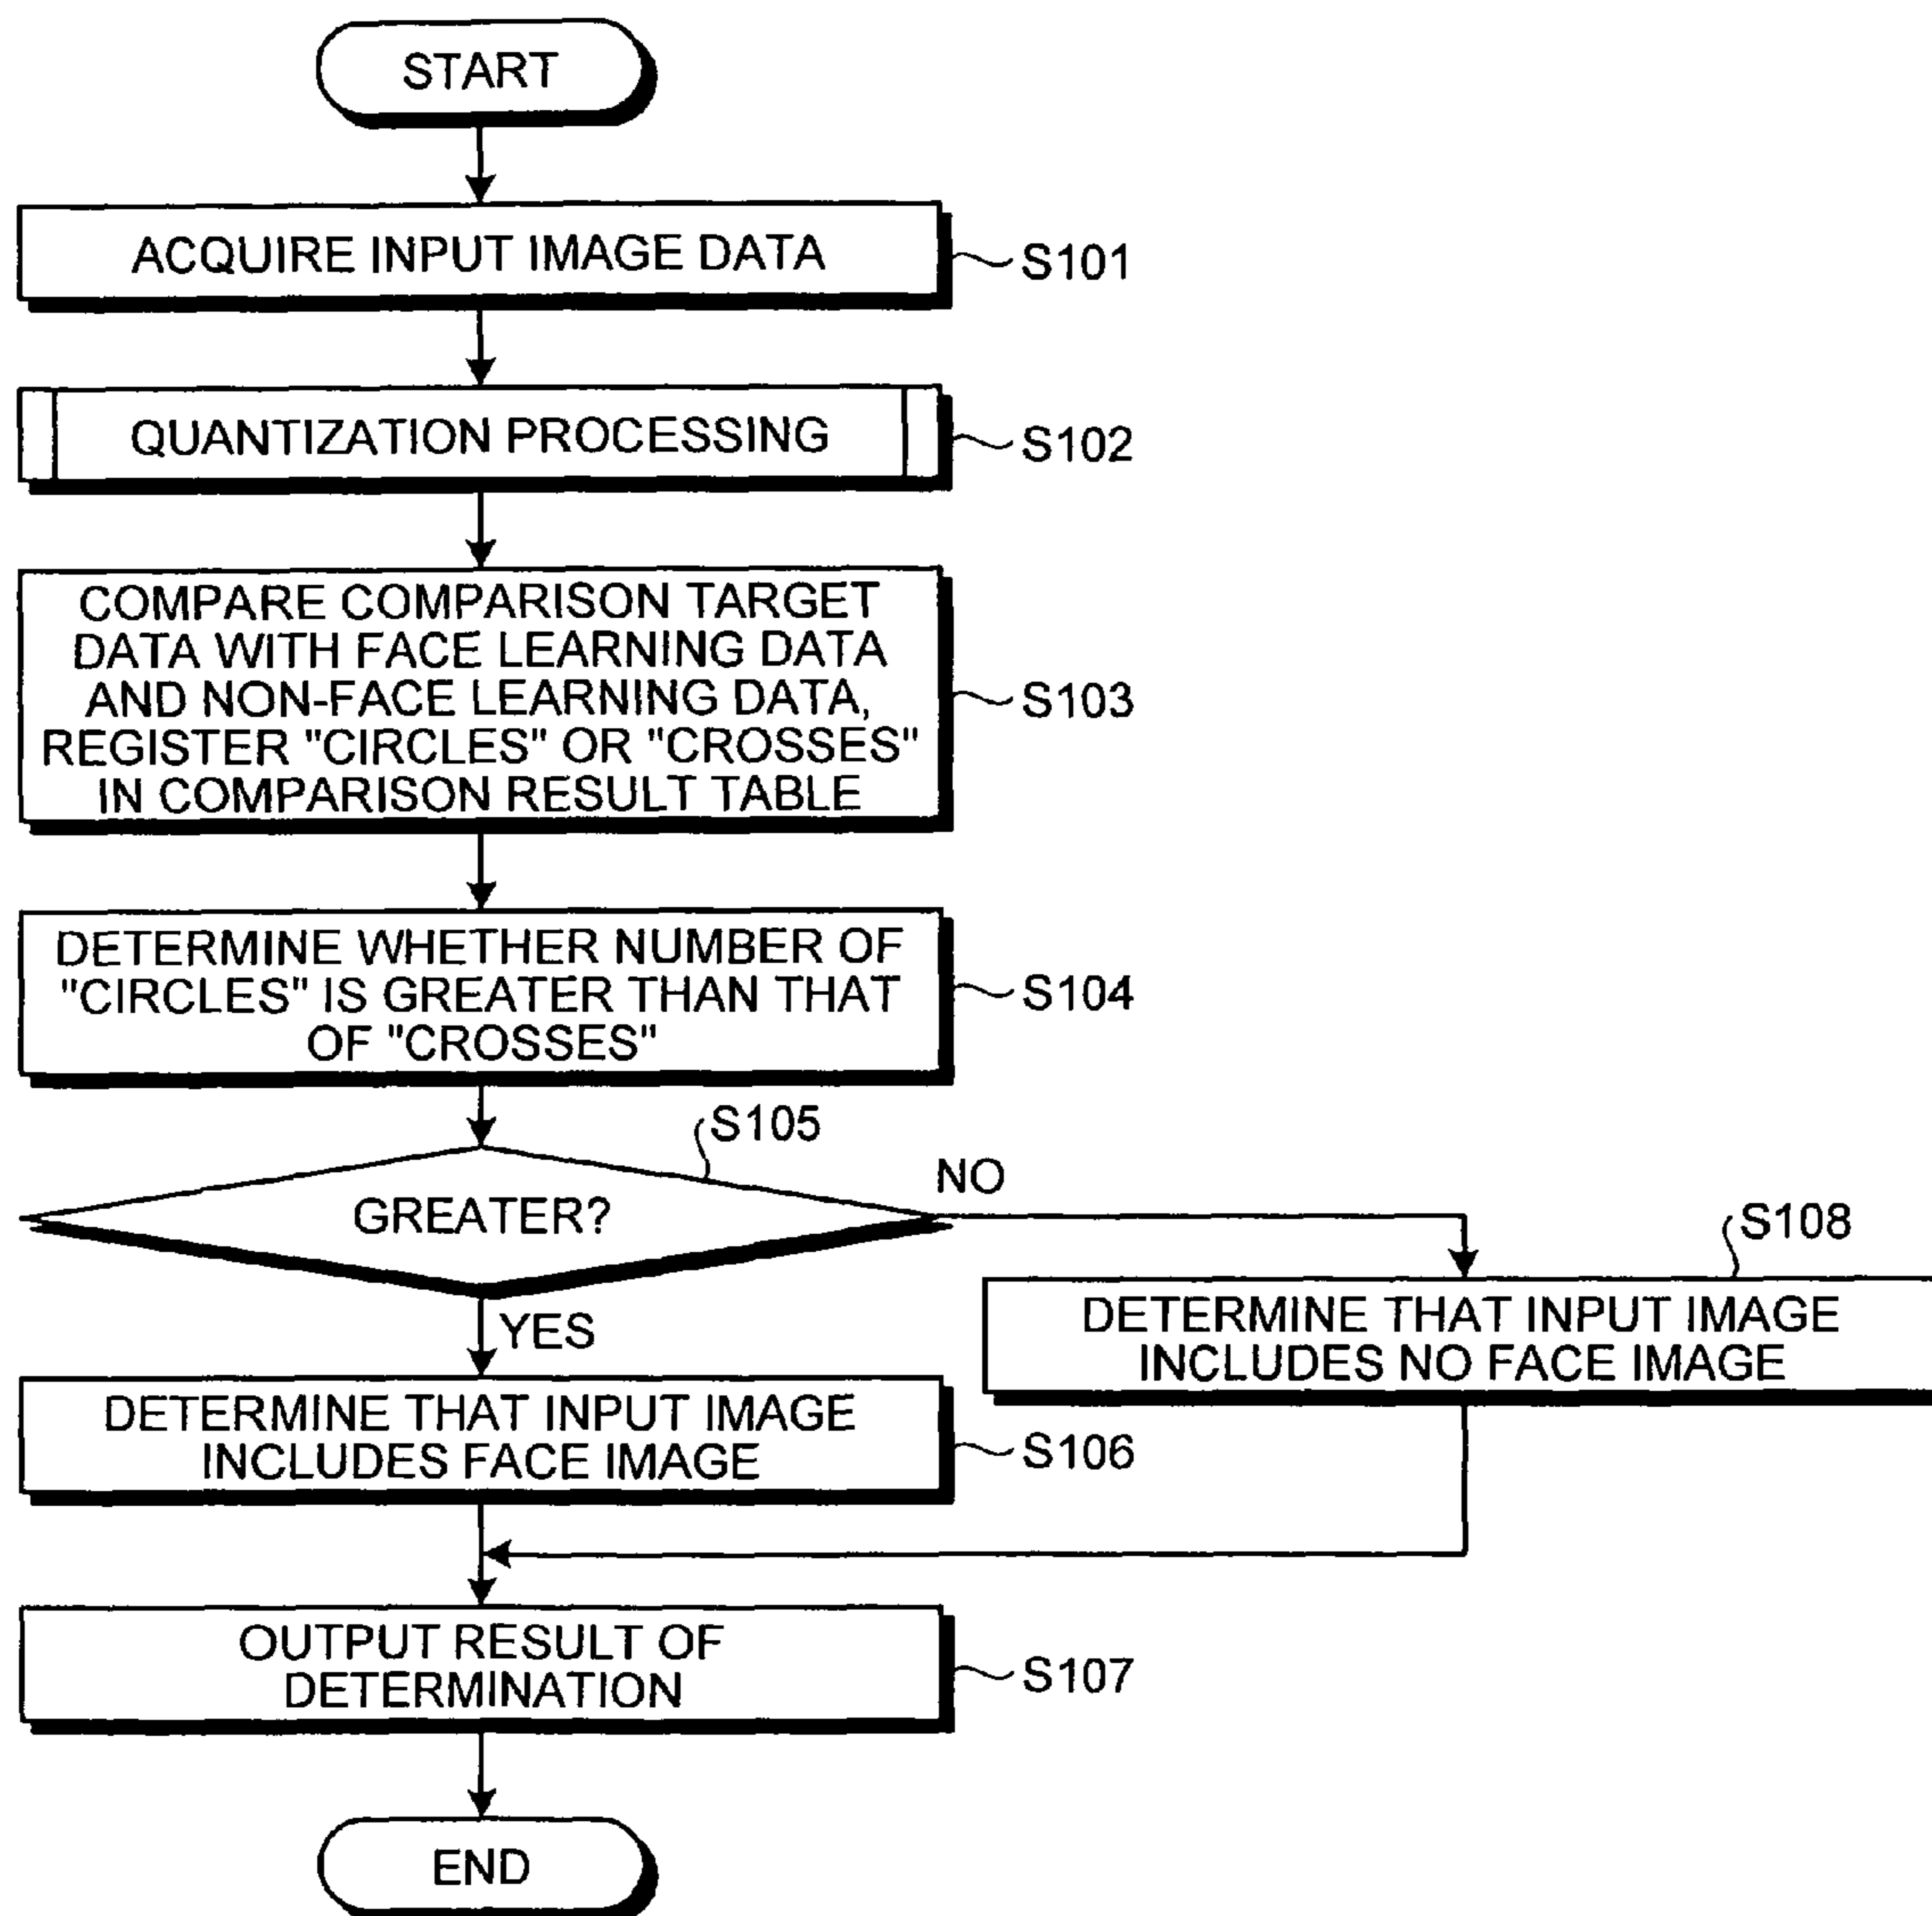 START
ACQUIRE INPUT IMAGE DATA
S101
QUANTIZATION PROCESSING
S102
COMPARE COMPARISON TARGET
DATA WITH FACE LEARNING DATA
AND NON-FACE LEARNING DATA,
REGISTER "CIRCLES" OR "CROSSES"
IN COMPARISON RESULT TABLE
S103
DETERMINE WHETHER NUMBER OF
"CIRCLES" IS GREATER THAN THAT
OF "CROSSES"
S104
S105
GREATER?
NO
YES
S108
DETERMINE THAT INPUT IMAGE
INCLUDES NO FACE IMAGE
DETERMINE THAT INPUT IMAGE
INCLUDES FACE IMAGE
S106
OUTPUT RESULT OF
DETERMINATION
S107
END